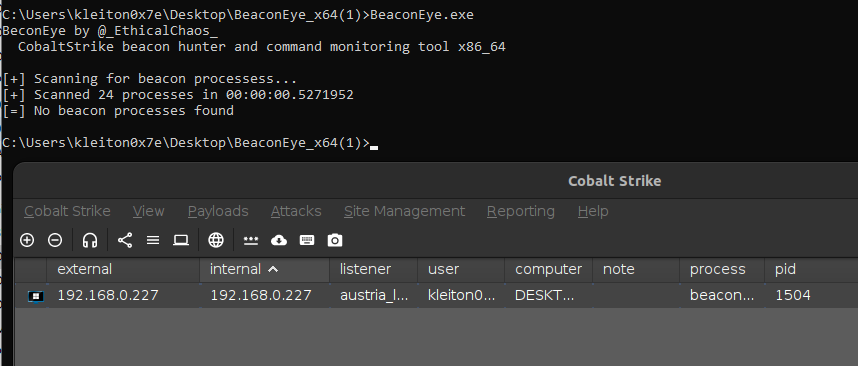 C:\Users\kleiton0x7e\Desktop\BeaconEye_x64(1)>BeaconEye.exe
BeconEye by @_EthicalChaos_
CobaltStrike beacon hunter and command monitoring tool x86_64
[+] Scanning for beacon processess...
[+] Scanned 24 processes in 00:00:00.5271952
[=] No beacon processes found
C:\Users\kleiton0x7e\Desktop\BeaconEye_x64(1)>
Cobalt Strike
Cobalt Strike View Payloads Attacks Site Management Reporting Help
external internal listener user computer note process pid
192.168.0.227 192.168.0.227 austria_l... kleiton0... DESKT... beacon... 1504